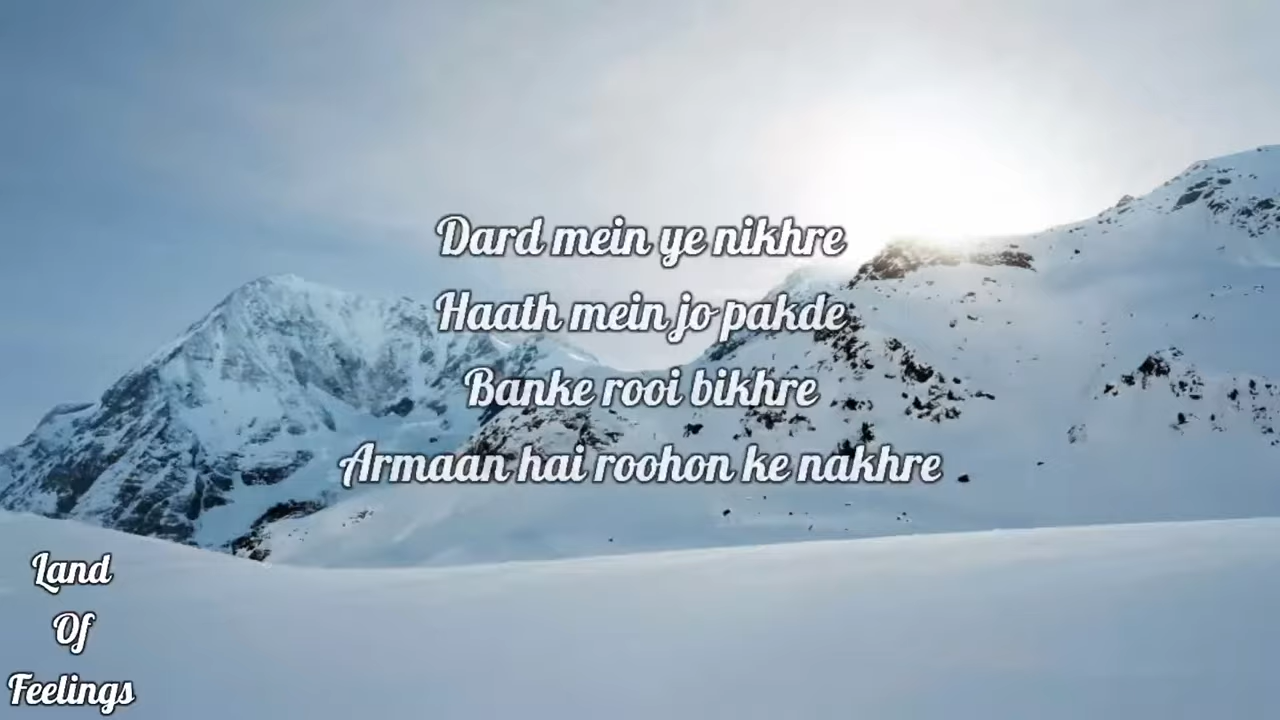 Dard mein ye nikhre
Haath mein jo pakde
Banke rooi bikhre
Armaan hai roohon ke nakhre
Land
Of
Feelings